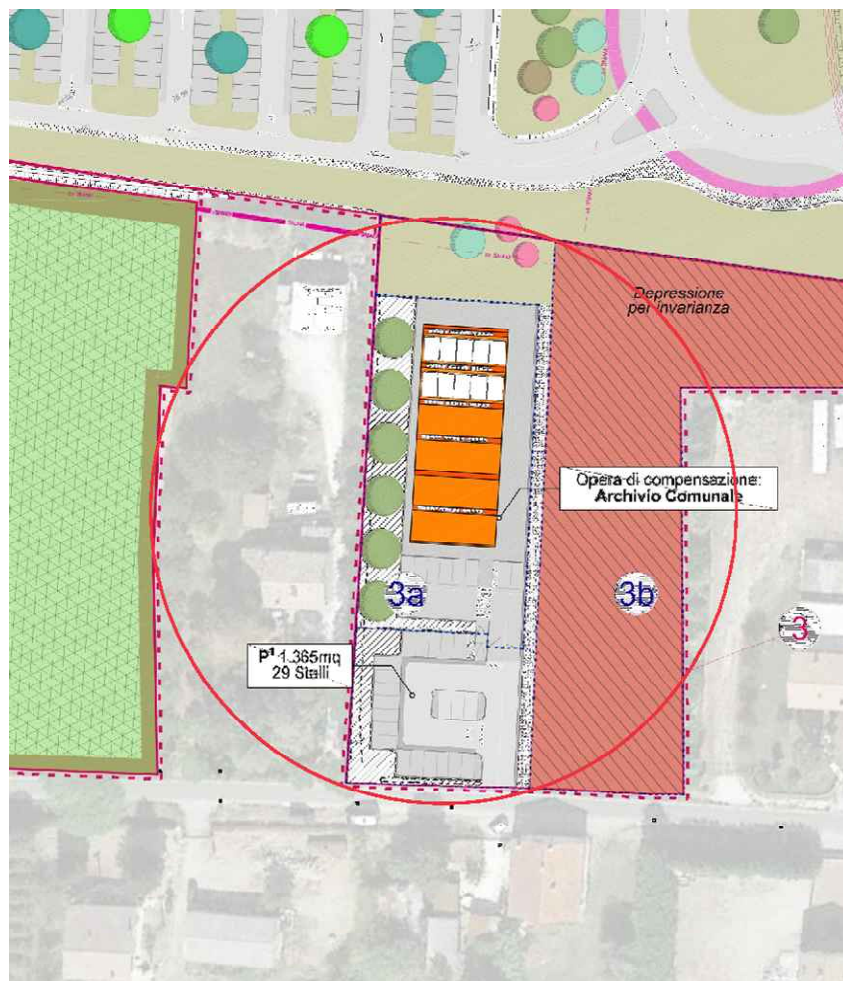 Depressione
per invarianza
Opera di compensazione:
Archivio Comunale
3a
3b
3
P¹ 1.365mq
29 Stalli